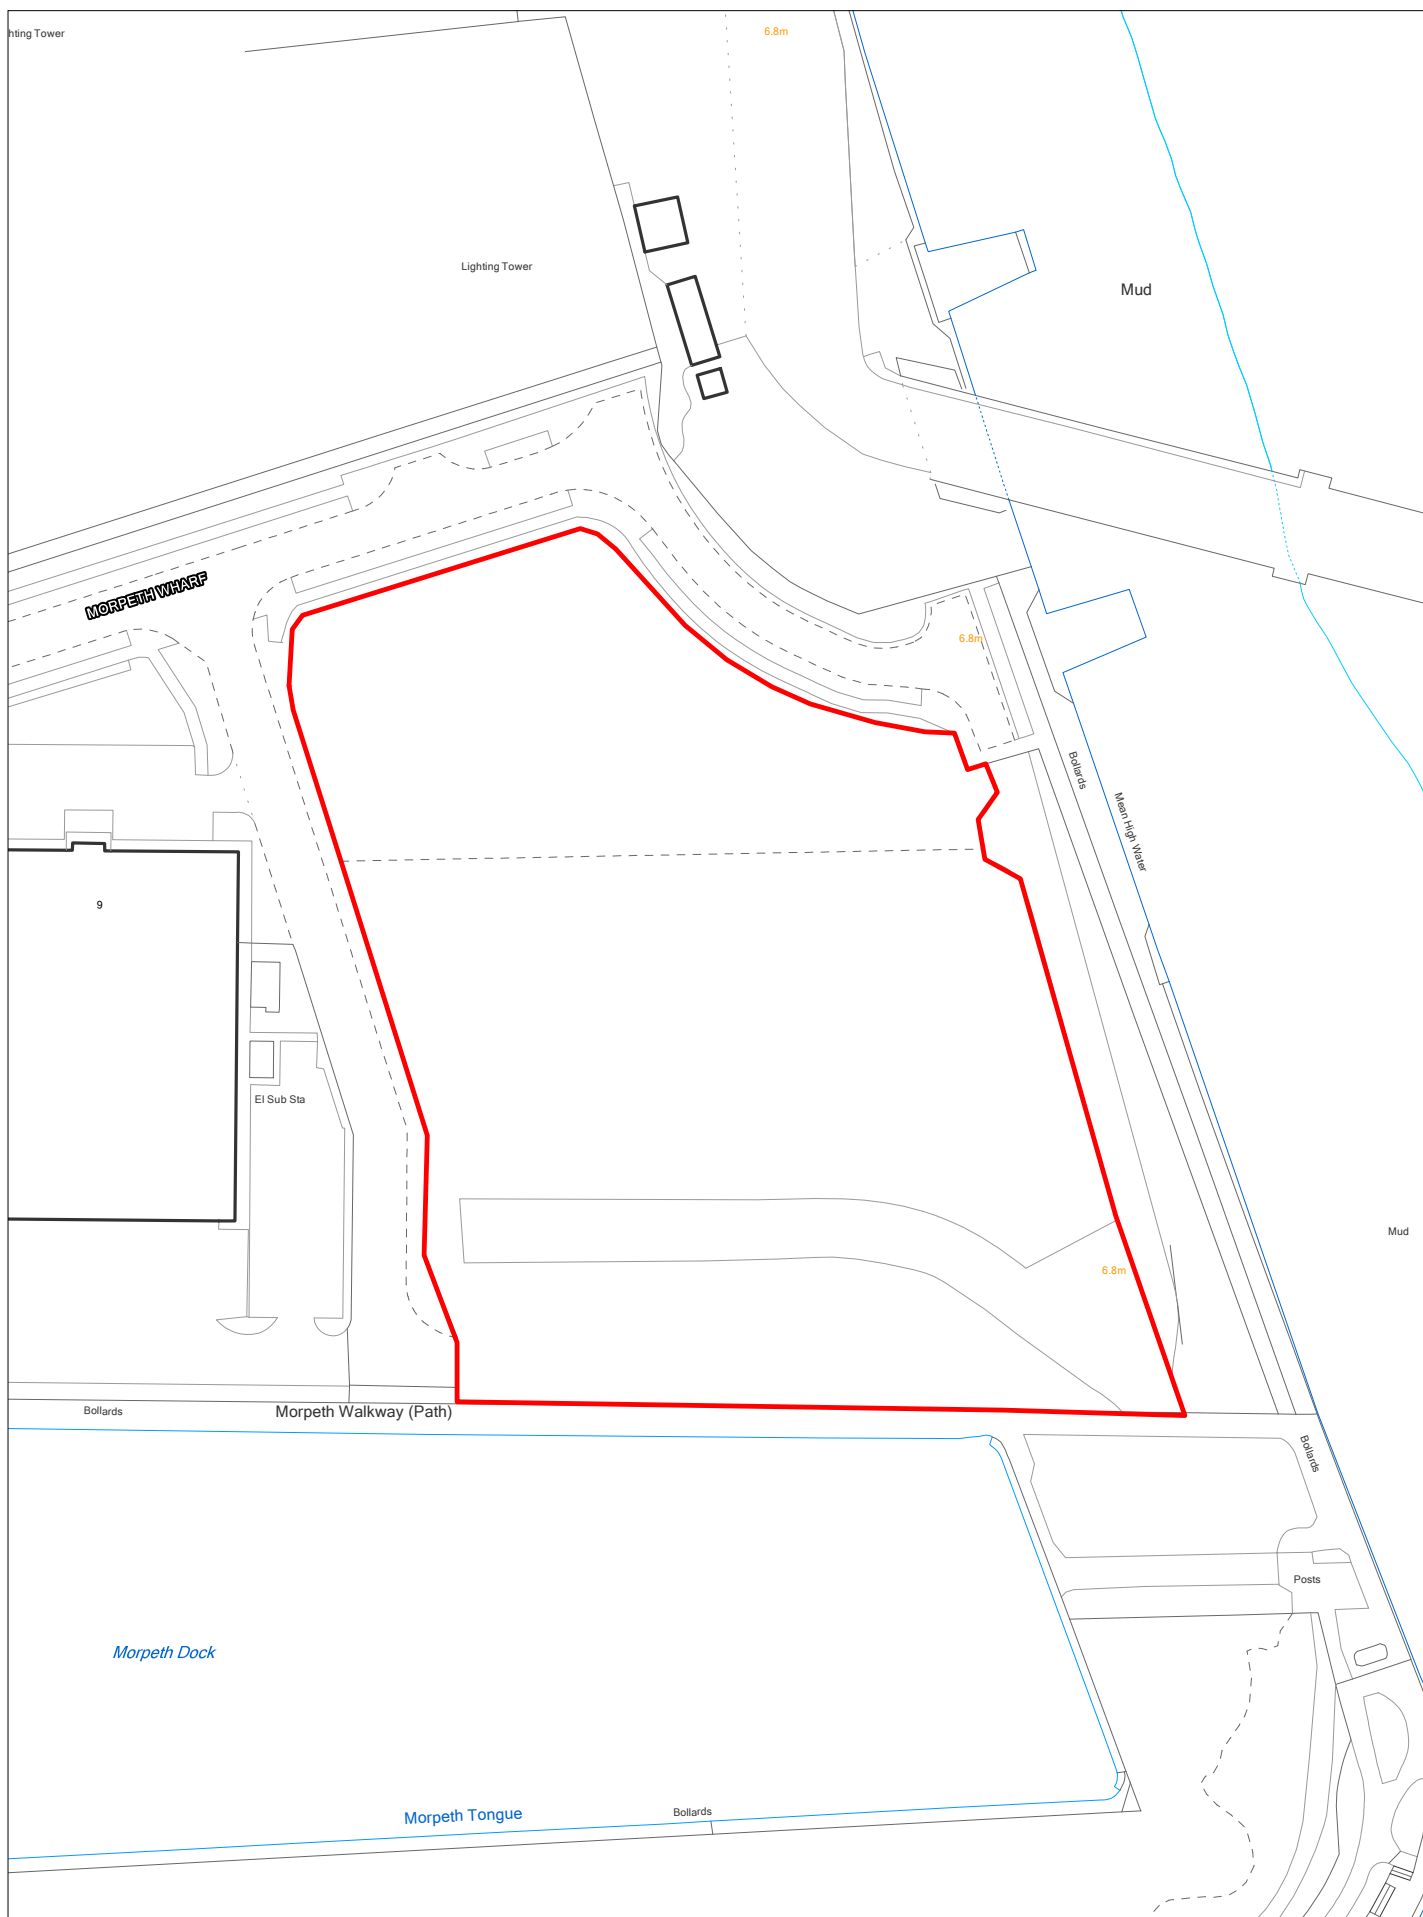 hting Tower
6.8m
Lighting Tower
Mud
MORPETH WHARF
6.8m
Bollards
Mean High Water
9
El Sub Sta
Mud
6.8m
Bollards
Morpeth Walkway (Path)
Bollards
Posts
Morpeth Dock
Morpeth Tongue
Bollards